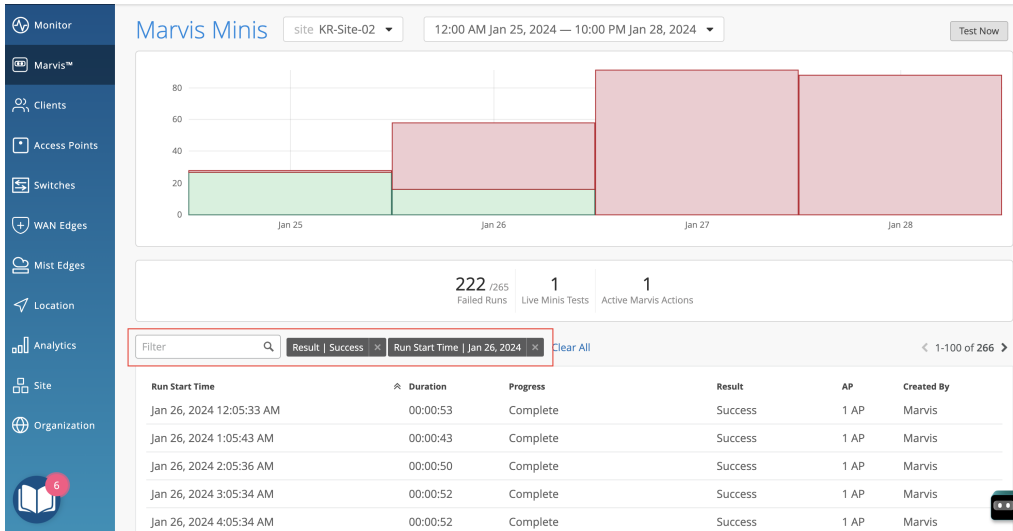 Monitor
Marvis™
Clients
Access Points
Switches
WAN Edges
Mist Edges
Location
Analytics
Site
Organization
6
Marvis Minis
site KR-Site-02
12:00 AM Jan 25, 2024 — 10:00 PM Jan 28, 2024
Test Now
80
60
40
20
0
Jan 25 Jan 26 Jan 27 Jan 28
222 /265 1 1
Failed Runs Live Minis Tests Active Marvis Actions
Filter Result | Success × Run Start Time | Jan 26, 2024 × Clear All < 1-100 of 266 >
Run Start Time Duration Progress Result AP Created By
Jan 26, 2024 12:05:33 AM 00:00:53 Complete Success 1 AP Marvis
Jan 26, 2024 1:05:43 AM 00:00:43 Complete Success 1 AP Marvis
Jan 26, 2024 2:05:36 AM 00:00:50 Complete Success 1 AP Marvis
Jan 26, 2024 3:05:34 AM 00:00:52 Complete Success 1 AP Marvis
Jan 26, 2024 4:05:34 AM 00:00:52 Complete Success 1 AP Marvis